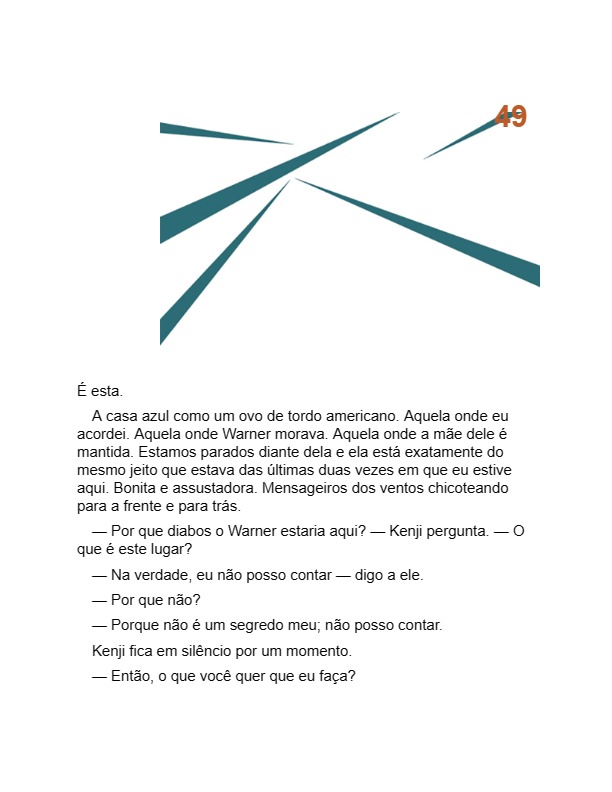 49
É esta.
A casa azul como um ovo de tordo americano. Aquela onde eu
acordei. Aquela onde Warner morava. Aquela onde a mãe dele é
mantida. Estamos parados diante dela e ela está exatamente do
mesmo jeito que estava das últimas duas vezes em que eu estive
aqui. Bonita e assustadora. Mensageiros dos ventos chicoteando
para a frente e para trás.
— Por que diabos o Warner estaria aqui? — Kenji pergunta. — O
que é este lugar?
— Na verdade, eu não posso contar — digo a ele.
— Por que não?
— Porque não é um segredo meu; não posso contar.
Kenji fica em silêncio por um momento.
— Então, o que você quer que eu faça?